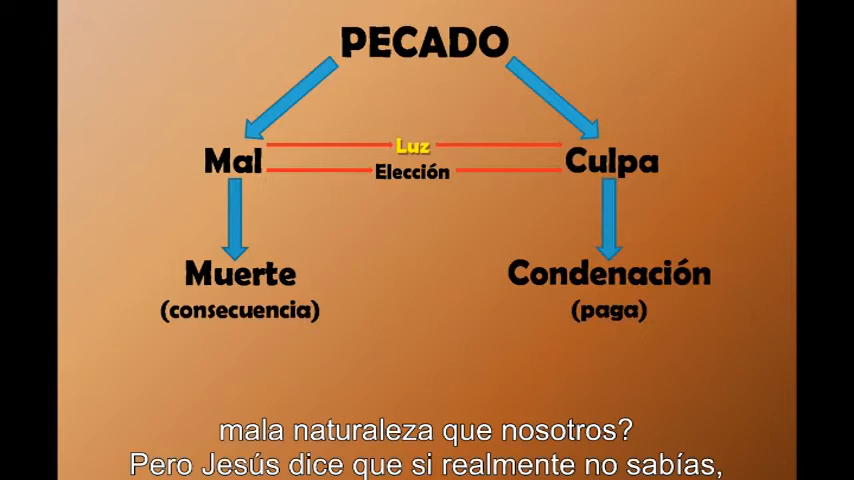 PECADO
Mal
Luz
Elección
Culpa
Muerte
(consecuencia)
Condenación
(paga)
mala naturaleza que nosotros?
Pero Jesús dice que si realmente no sabías,